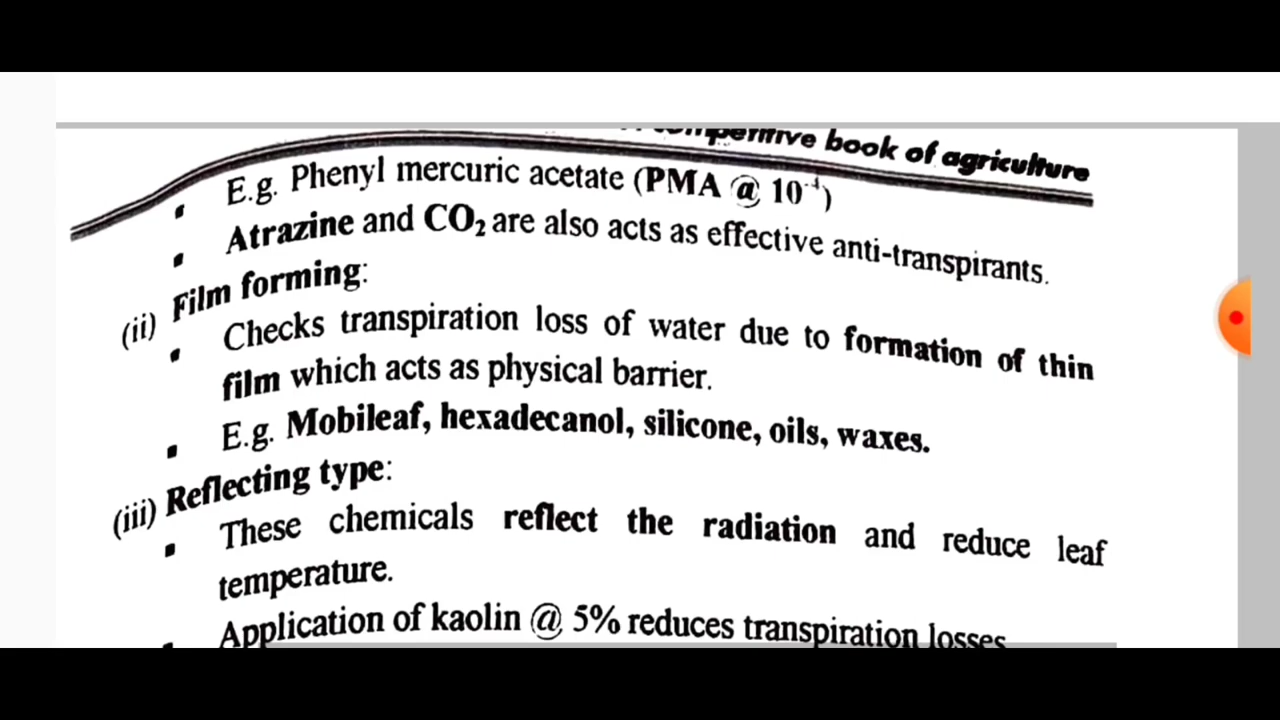 competitive book of agriculture
▪ E.g. Phenyl mercuric acetate (PMA @ 10⁻⁴)
▪ Atrazine and CO₂ are also acts as effective anti-transpirants.
(ii) Film forming:
▪ Checks transpiration loss of water due to formation of thin
film which acts as physical barrier.
▪ E.g. Mobileaf, hexadecanol, silicone, oils, waxes.
(iii) Reflecting type:
▪ These chemicals reflect the radiation and reduce leaf
temperature.
▪ Application of kaolin @ 5% reduces transpiration losses